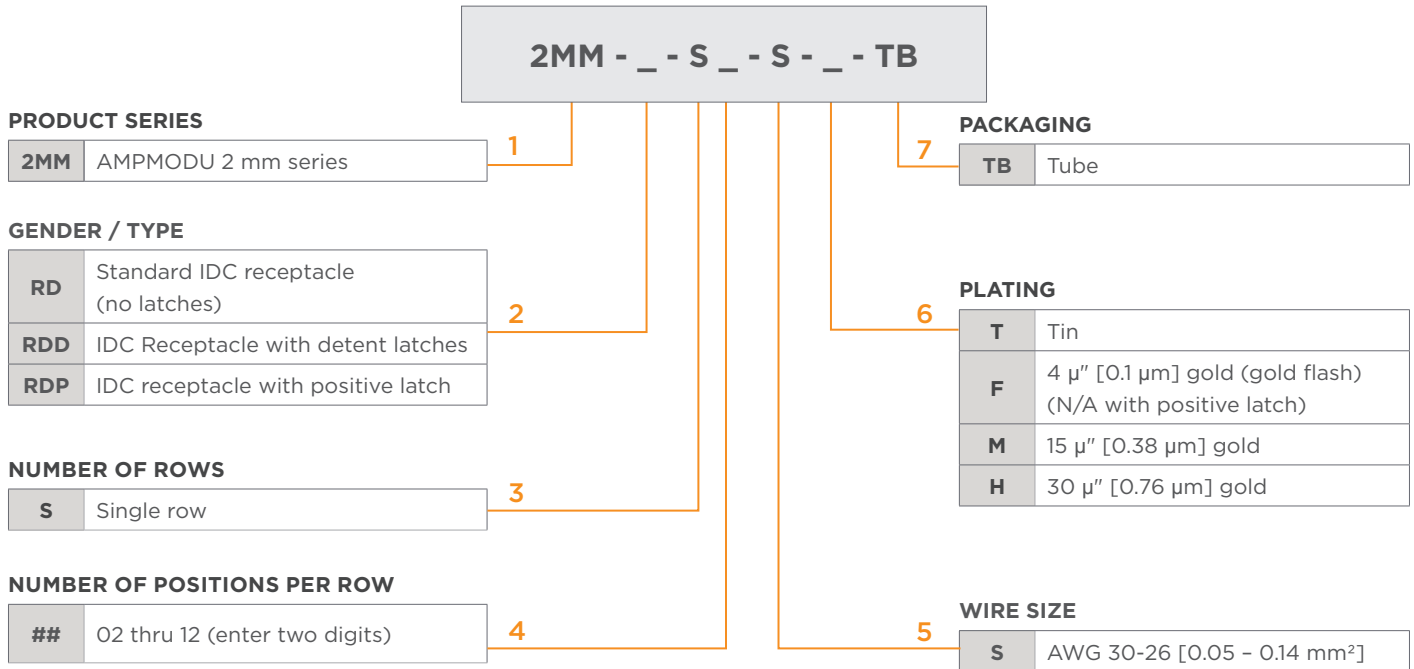 2MM - _ - S _ - S - _ - TB
PRODUCT SERIES
2MM AMPMODU 2 mm series
1
GENDER / TYPE
RD Standard IDC receptacle
(no latches)
RDD IDC Receptacle with detent latches
RDP IDC receptacle with positive latch
2
NUMBER OF ROWS
S Single row
3
NUMBER OF POSITIONS PER ROW
## 02 thru 12 (enter two digits)
4
PACKAGING
7
TB Tube
PLATING
6
T Tin
F 4 µ" [0.1 µm] gold (gold flash)
(N/A with positive latch)
M 15 µ" [0.38 µm] gold
H 30 µ" [0.76 µm] gold
WIRE SIZE
5
S AWG 30-26 [0.05 – 0.14 mm²]